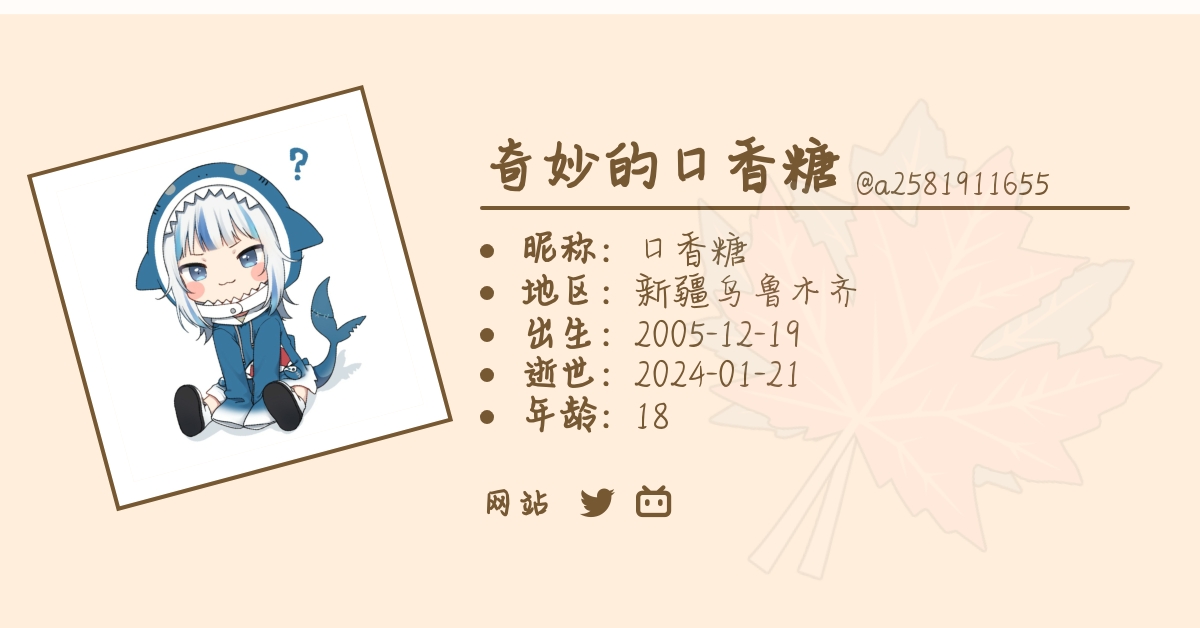 ?
奇妙的口香糖 @a2581911655
昵称：口香糖
地区：新疆乌鲁木齐
出生：2005-12-19
逝世：2024-01-21
年龄：18
网站